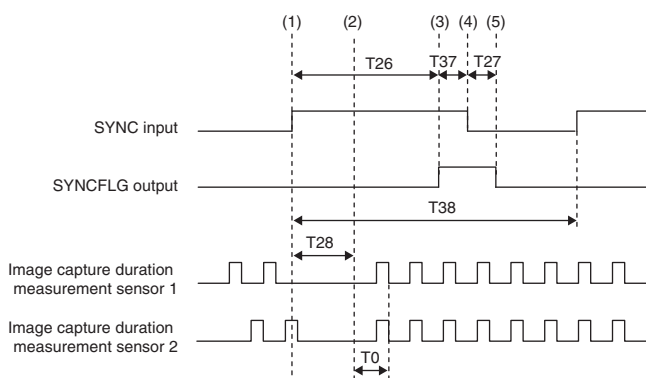 (1) (2) (3) (4) (5)
T26 T37 T27
SYNC input
SYNCFLG output
T38
T28
Image capture duration
measurement sensor 1
Image capture duration
measurement sensor 2
T0